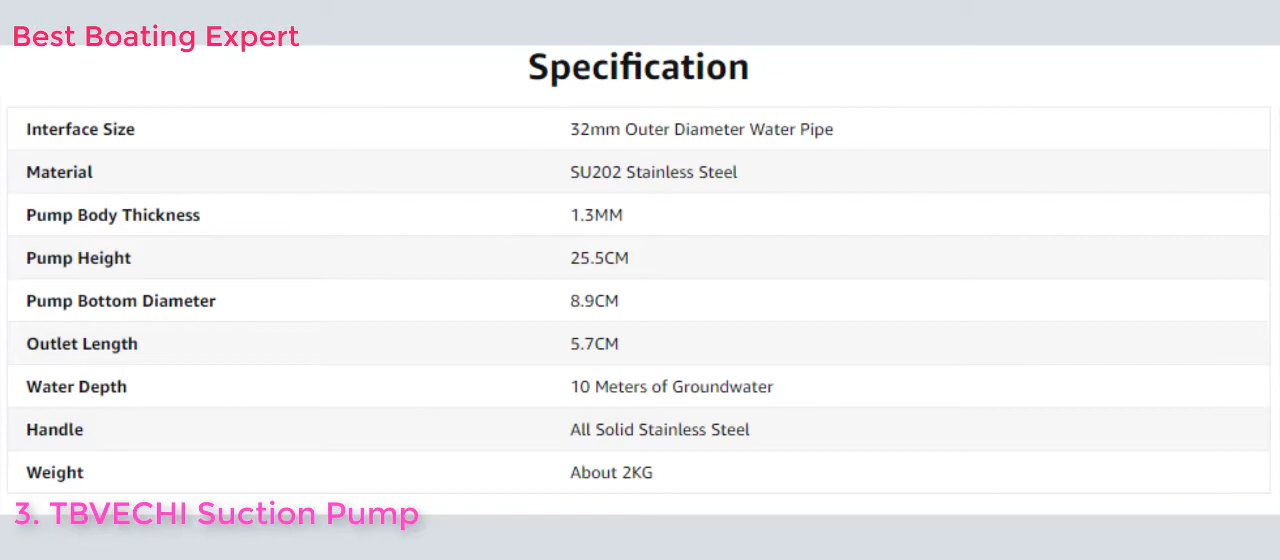 Best Boating Expert
Specification
Interface Size 32mm Outer Diameter Water Pipe
Material SU202 Stainless Steel
Pump Body Thickness 1.3MM
Pump Height 25.5CM
Pump Bottom Diameter 8.9CM
Outlet Length 5.7CM
Water Depth 10 Meters of Groundwater
Handle All Solid Stainless Steel
Weight About 2KG
3. TBVECHI Suction Pump